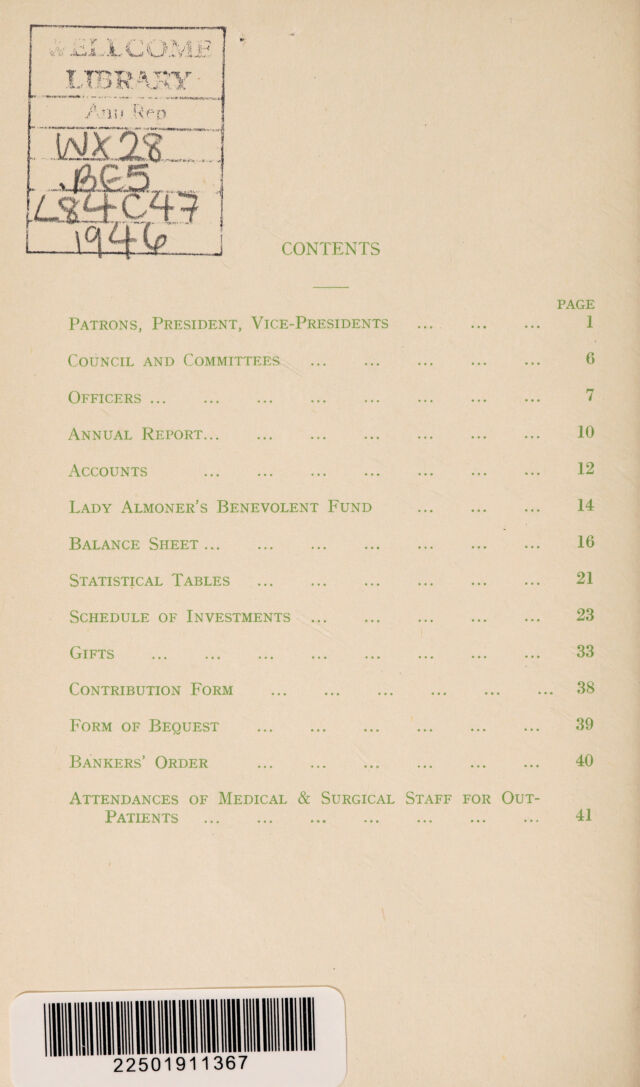 WELLCOME
LIBRARY
Ann Rep
WX28
.BE5
L84C47
1946
CONTENTS
PAGE
Patrons, President, Vice-Presidents ... ... ... 1
Council and Committees ... ... ... ... ... 6
Officers ... ... ... ... ... ... ... ... 7
Annual Report... ... ... ... ... ... ... 10
Accounts ... ... ... ... ... ... ... 12
Lady Almoner's Benevolent Fund ... ... ... 14
Balance Sheet ... ... ... ... ... ... ... 16
Statistical Tables ... ... ... ... ... ... 21
Schedule of Investments ... ... ... ... ... 23
Gifts ... ... ... ... ... ... ... ... 33
Contribution Form ... ... ... ... ... ... 38
Form of Bequest ... ... ... ... ... ... 39
Bankers' Order ... ... ... ... ... ... 40
Attendances of Medical & Surgical Staff for Out-
Patients ... ... ... ... ... ... ... 41
22501911367